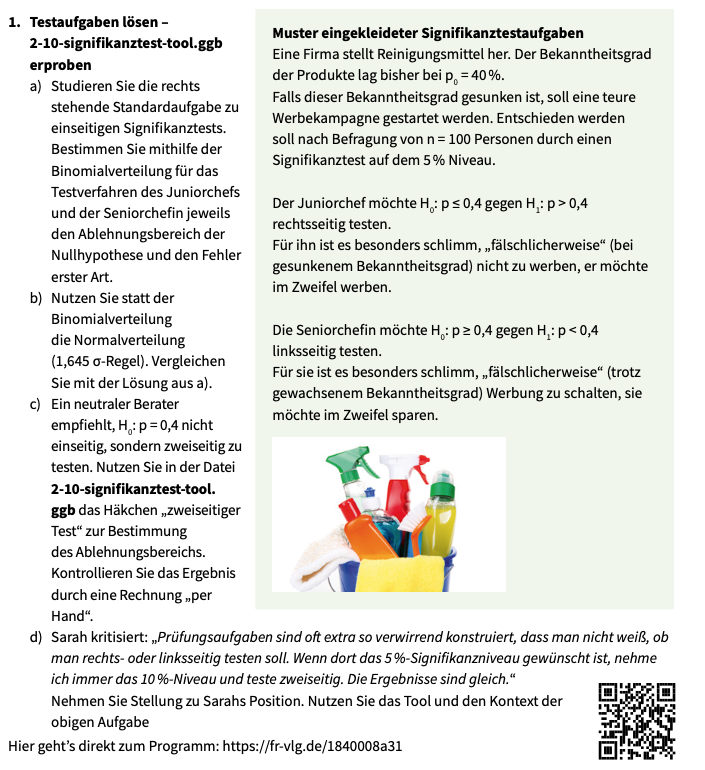 1. Testaufgaben lösen –
2-10-signifikanztest-tool.ggb
erproben
a) Studieren Sie die rechts
stehende Standardaufgabe zu
einseitigen Signifikanztests.
Bestimmen Sie mithilfe der
Binomialverteilung für das
Testverfahren des Juniorchefs
und der Seniorchefin jeweils
den Ablehnungsbereich der
Nullhypothese und den Fehler
erster Art.
b) Nutzen Sie statt der
Binomialverteilung
die Normalverteilung
(1,645 σ-Regel). Vergleichen
Sie mit der Lösung aus a).
c) Ein neutraler Berater
empfiehlt, H₀: p = 0,4 nicht
einseitig, sondern zweiseitig zu
testen. Nutzen Sie in der Datei
2-10-signifikanztest-tool.
ggb das Häkchen „zweiseitiger
Test“ zur Bestimmung
des Ablehnungsbereichs.
Kontrollieren Sie das Ergebnis
durch eine Rechnung „per
Hand“.
Muster eingekleideter Signifikanztestaufgaben
Eine Firma stellt Reinigungsmittel her. Der Bekanntheitsgrad
der Produkte lag bisher bei p₀ = 40 %.
Falls dieser Bekanntheitsgrad gesunken ist, soll eine teure
Werbekampagne gestartet werden. Entschieden werden
soll nach Befragung von n = 100 Personen durch einen
Signifikanztest auf dem 5 % Niveau.
Der Juniorchef möchte H₀: p ≤ 0,4 gegen H₁: p > 0,4
rechtsseitig testen.
Für ihn ist es besonders schlimm, „fälschlicherweise“ (bei
gesunkenem Bekanntheitsgrad) nicht zu werben, er möchte
im Zweifel werben.
Die Seniorchefin möchte H₀: p ≥ 0,4 gegen H₁: p < 0,4
linksseitig testen.
Für sie ist es besonders schlimm, „fälschlicherweise“ (trotz
gewachsenem Bekanntheitsgrad) Werbung zu schalten, sie
möchte im Zweifel sparen.
d) Sarah kritisiert: „Prüfungsaufgaben sind oft extra so verwirrend konstruiert, dass man nicht weiß, ob
man rechts- oder linksseitig testen soll. Wenn dort das 5 %-Signifikanzniveau gewünscht ist, nehme
ich immer das 10 %-Niveau und teste zweiseitig. Die Ergebnisse sind gleich.“
Nehmen Sie Stellung zu Sarahs Position. Nutzen Sie das Tool und den Kontext der
obigen Aufgabe
Hier geht's direkt zum Programm: https://fr-vlg.de/1840008a31